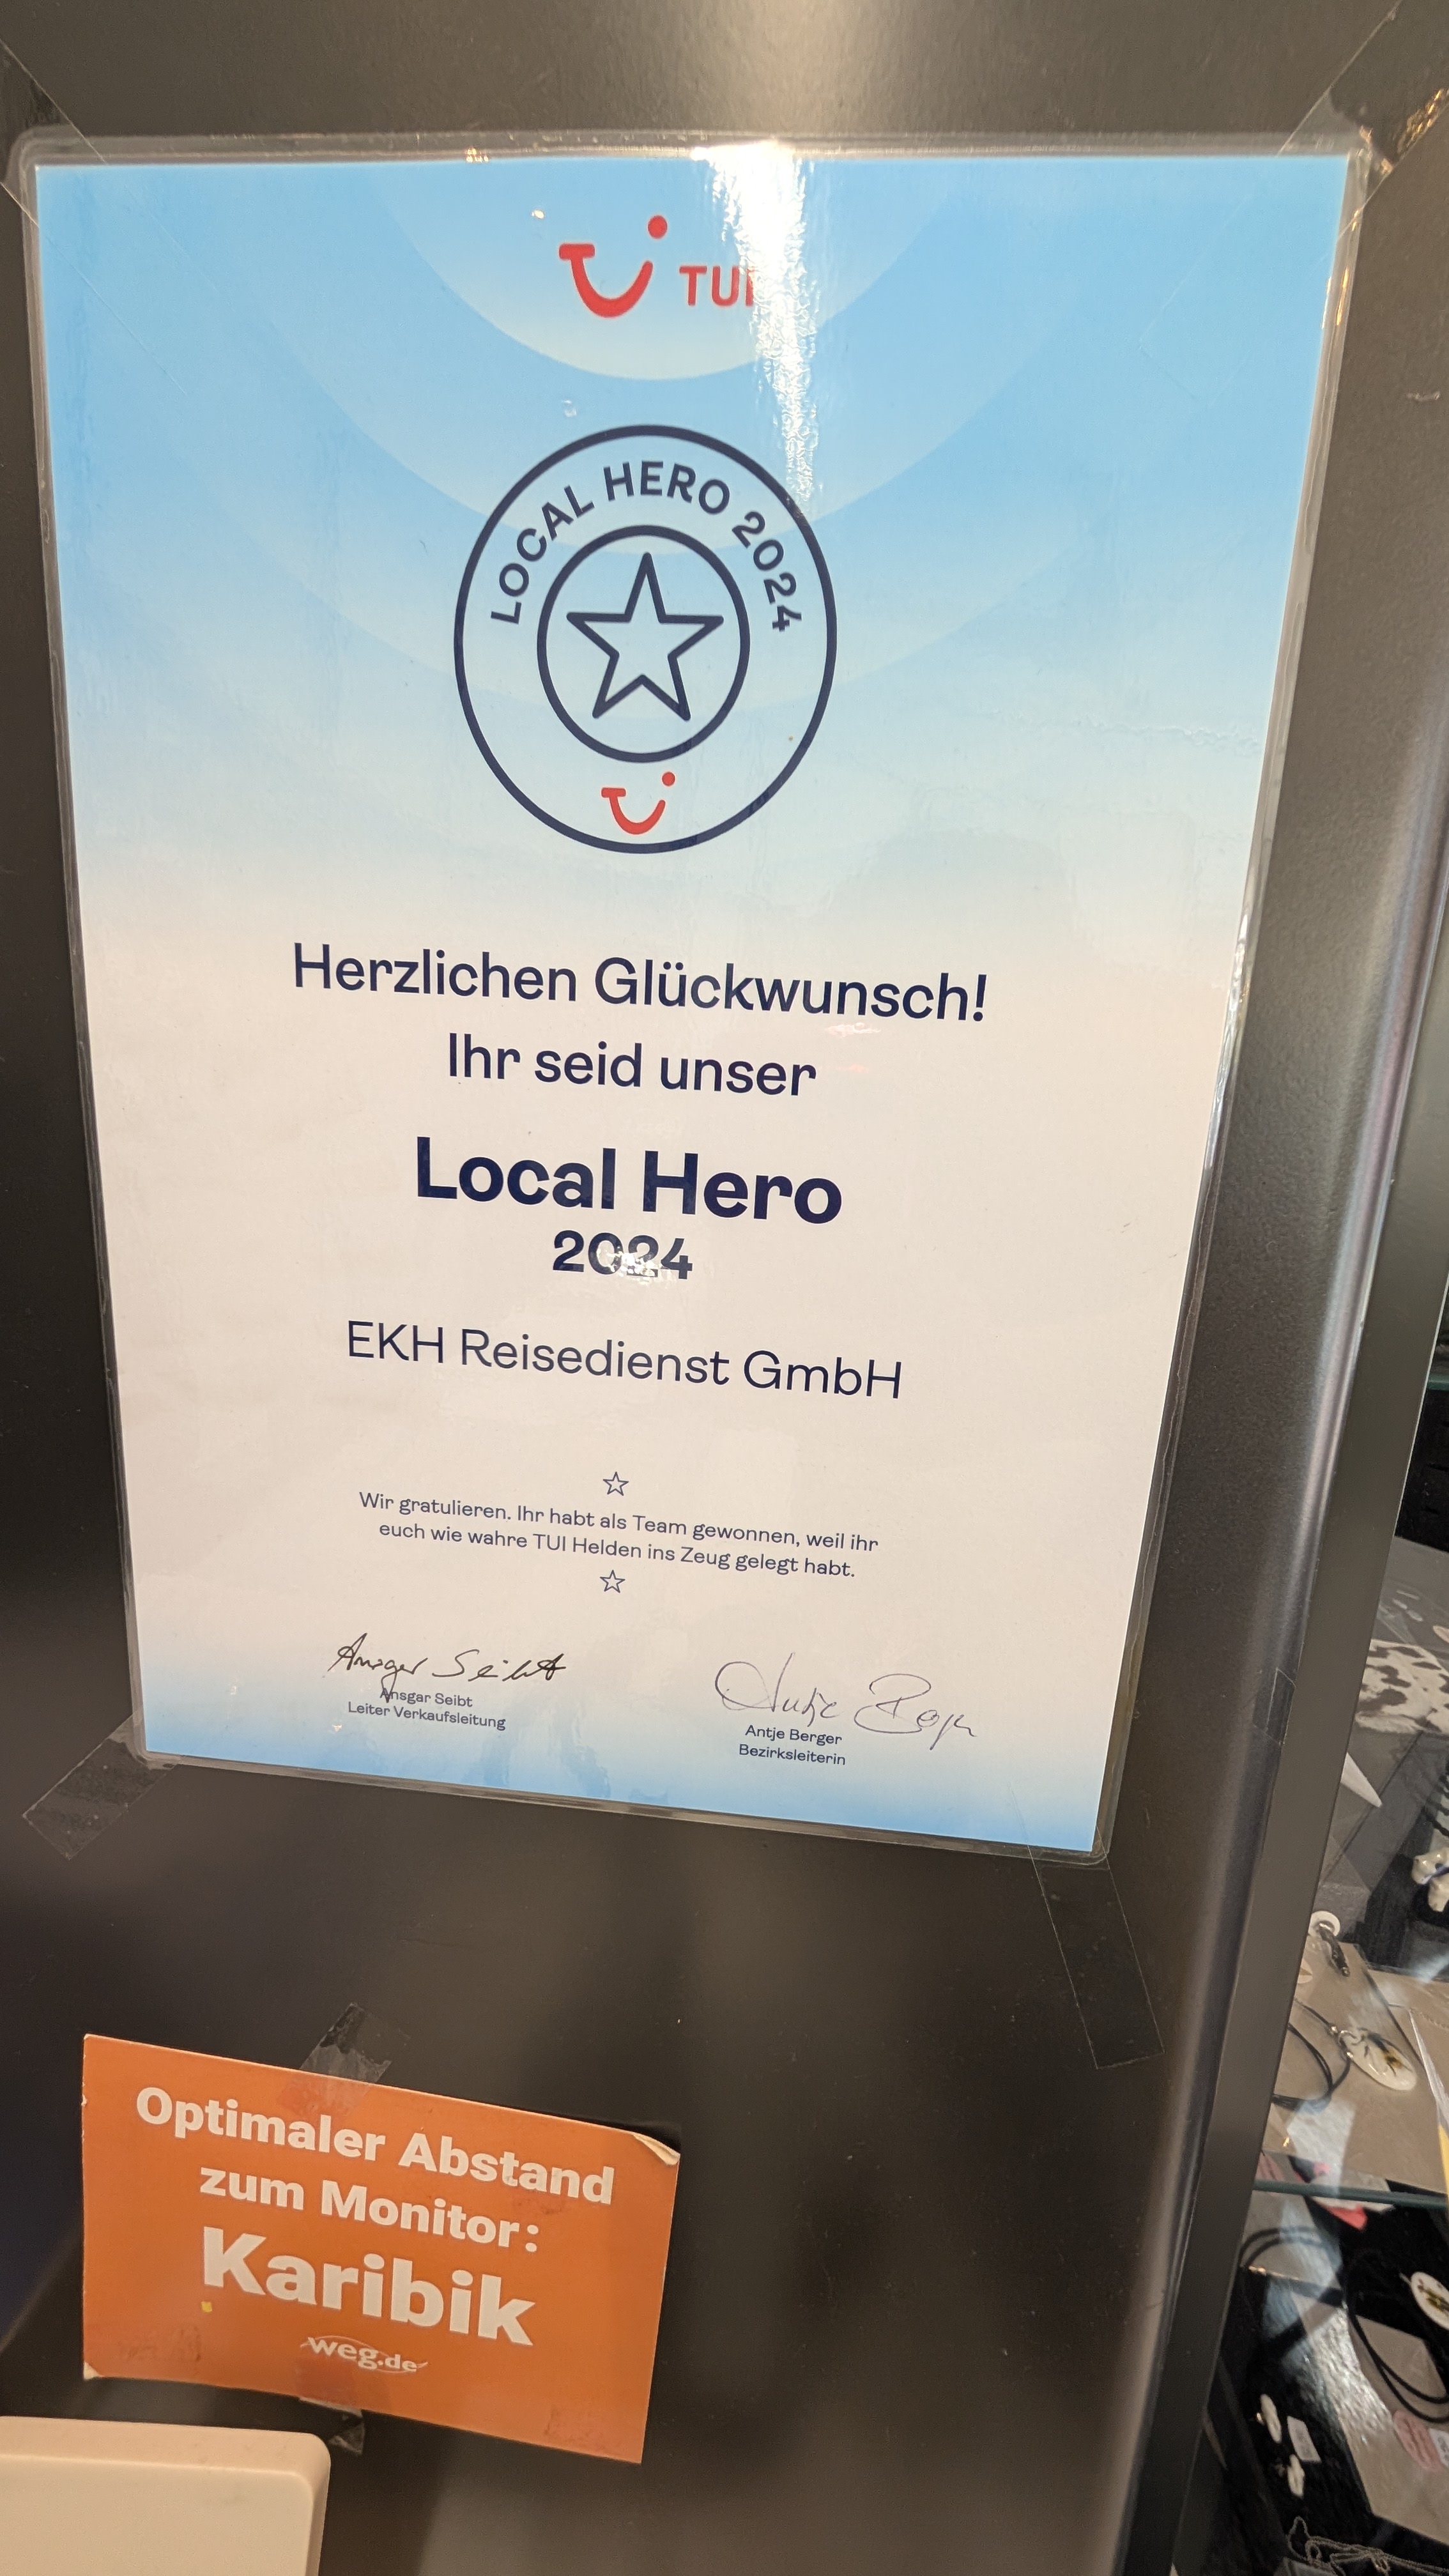 TUI
LOCAL HERO 2024
Herzlichen Glückwunsch!
Ihr seid unser
Local Hero
2024
EKH Reisedienst GmbH
Wir gratulieren. Ihr habt als Team gewonnen, weil ihr
euch wie wahre TUI Helden ins Zeug gelegt habt.
Ansgar Seibt
Ansgar Seibt
Leiter Verkaufsleitung
Antje Berger
Bezirksleiterin
Optimaler Abstand
zum Monitor:
Karibik
weg.de